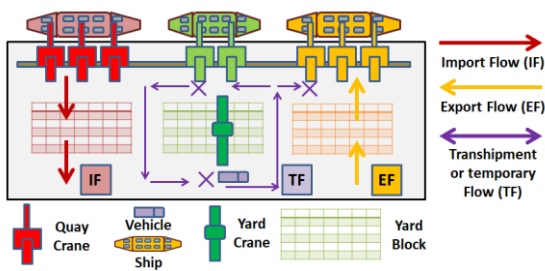 Import Flow (IF)
Export Flow (EF)
Transhipment
or temporary
Flow (TF)
IF
TF
EF
Quay
Crane
Vehicle
Ship
Yard
Crane
Yard
Block